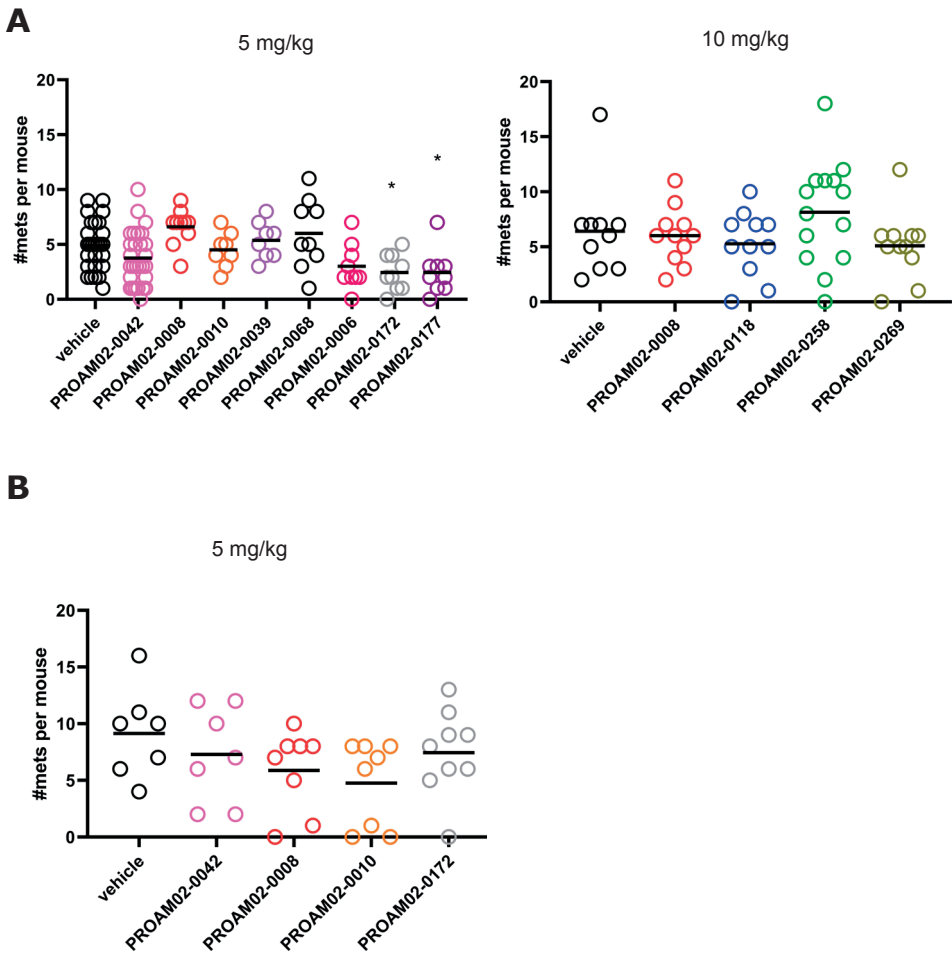 A
5 mg/kg
#mets per mouse
20
15
10
5
0
*
*
vehicle
PROAM02-0042
PROAM02-0008
PROAM02-0010
PROAM02-0039
PROAM02-0068
PROAM02-0006
PROAM02-0172
PROAM02-0177
10 mg/kg
#mets per mouse
20
15
10
5
0
vehicle
PROAM02-0008
PROAM02-0118
PROAM02-0258
PROAM02-0269
B
5 mg/kg
#mets per mouse
20
15
10
5
0
vehicle
PROAM02-0042
PROAM02-0008
PROAM02-0010
PROAM02-0172